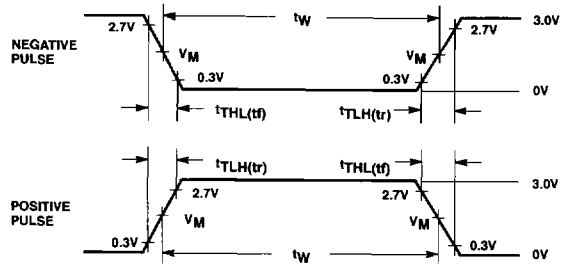 NEGATIVE
PULSE
2.7V
tW
2.7V
3.0V
VM
VM
0.3V
0.3V
0V
tTHL(tf)
tTLH(tr)
tTLH(tr)
tTHL(tf)
POSITIVE
PULSE
2.7V
2.7V
3.0V
VM
VM
0.3V
tW
0.3V
0V